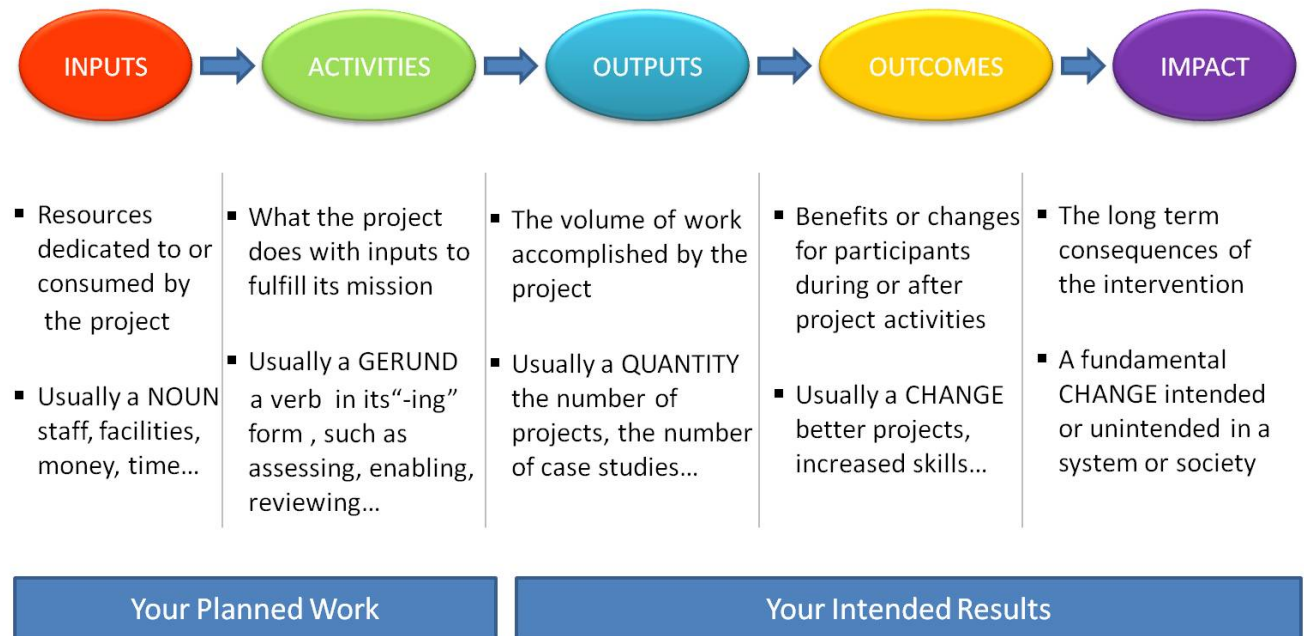 INPUTS
ACTIVITIES
OUTPUTS
OUTCOMES
IMPACT
▪ Resources
dedicated to or
consumed by
the project
▪ Usually a NOUN
staff, facilities,
money, time…
▪ What the project
does with inputs to
fulfill its mission
▪ Usually a GERUND
a verb in its“-ing”
form , such as
assessing, enabling,
reviewing…
▪ The volume of work
accomplished by the
project
▪ Usually a QUANTITY
the number of
projects, the number
of case studies…
▪ Benefits or changes
for participants
during or after
project activities
▪ Usually a CHANGE
better projects,
increased skills…
▪ The long term
consequences of
the intervention
▪ A fundamental
CHANGE intended
or unintended in a
system or society
Your Planned Work
Your Intended Results